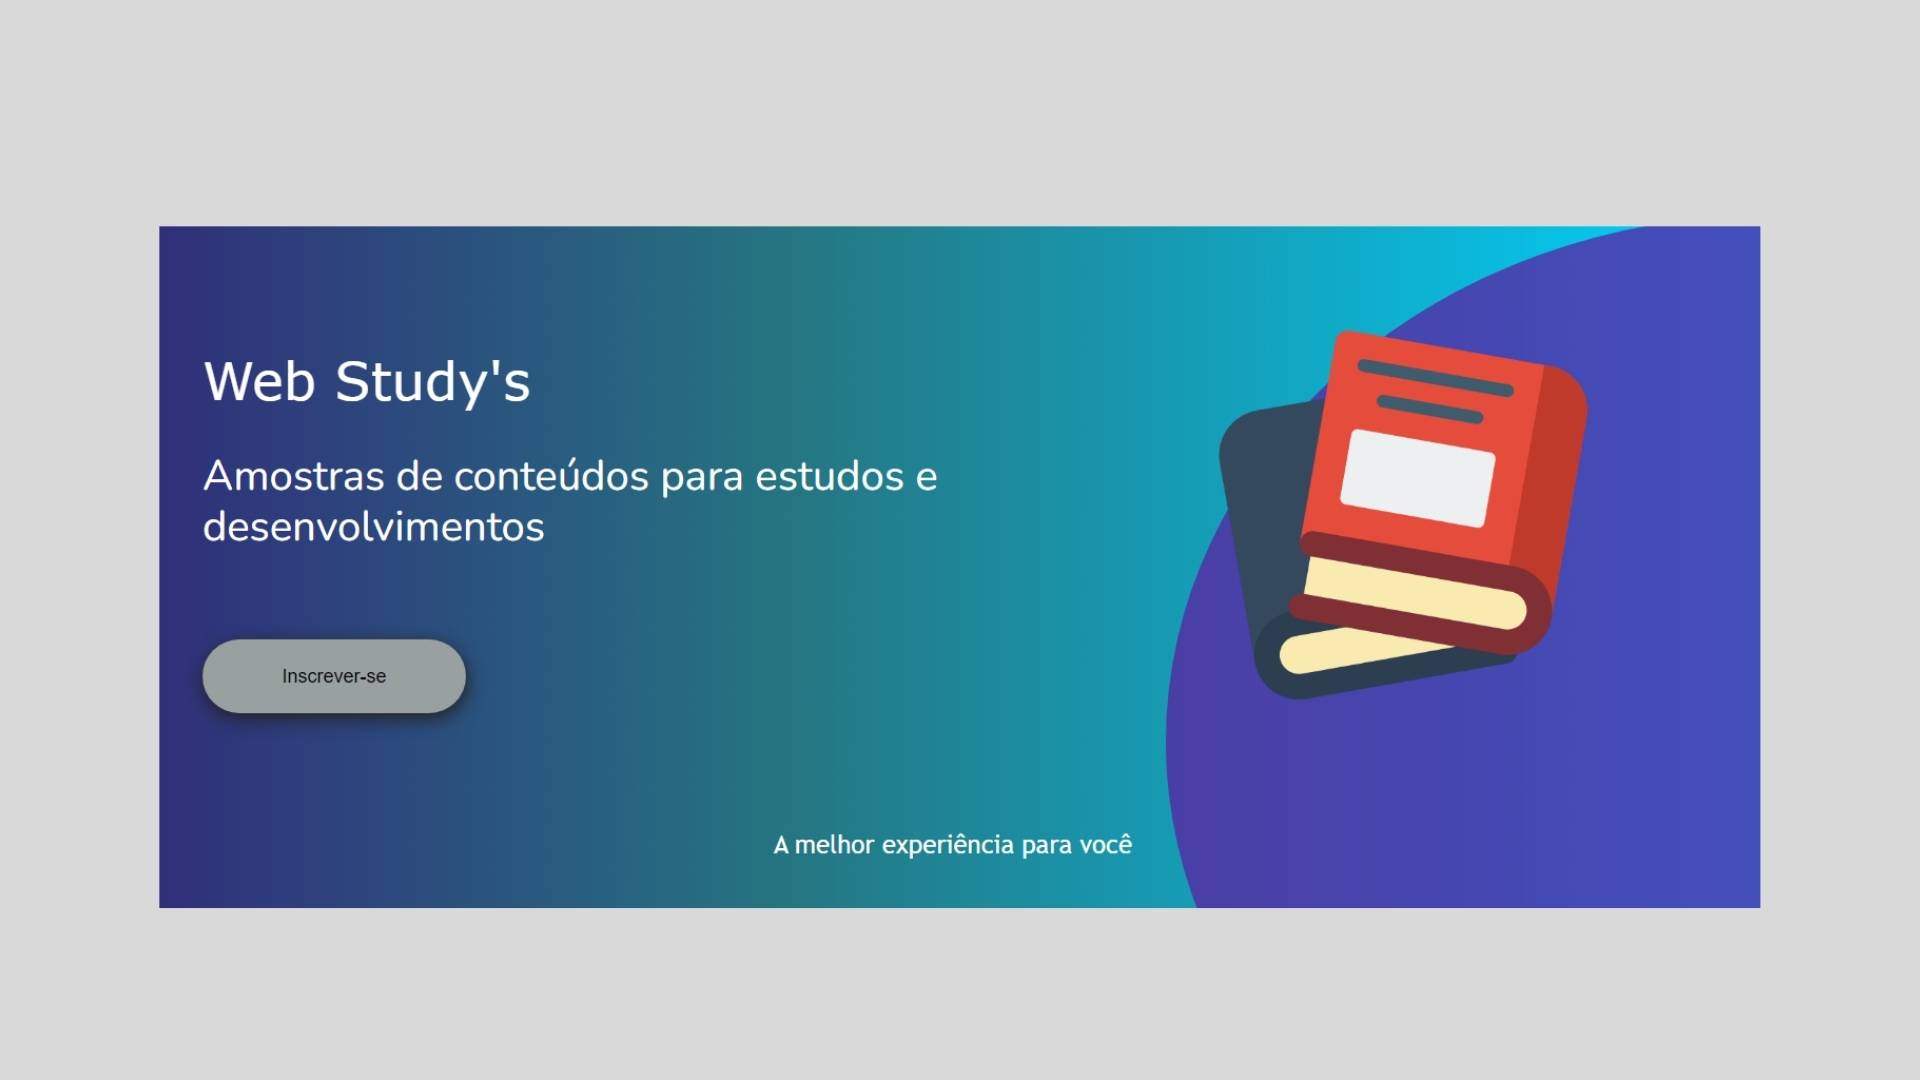 Web Study's
Amostras de conteúdos para estudos e
desenvolvimentos
Inscrever-se
A melhor experiência para você